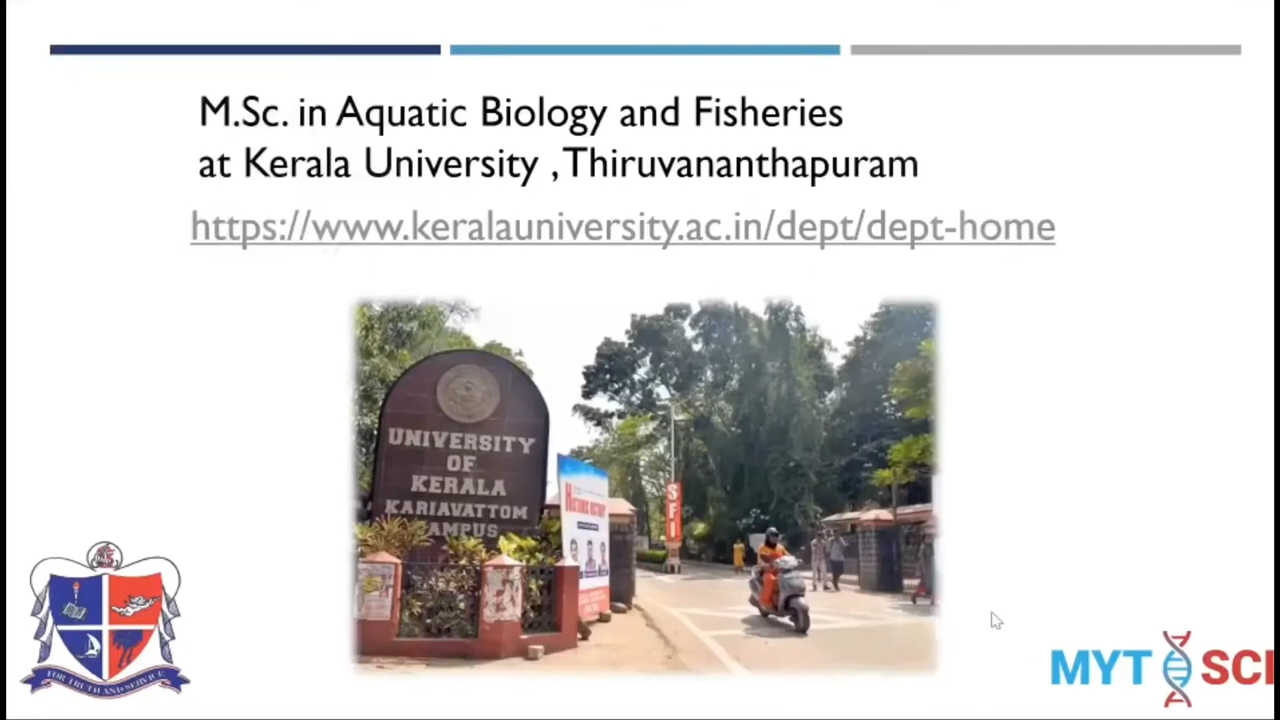 M.Sc. in Aquatic Biology and Fisheries
at Kerala University ,Thiruvananthapuram
https://www.keralauniversity.ac.in/dept/dept-home
UNIVERSITY
OF
KERALA
KARIAVATTOM
CAMPUS
SFI
FOR TRUTH AND SERVICE
MYT SCI